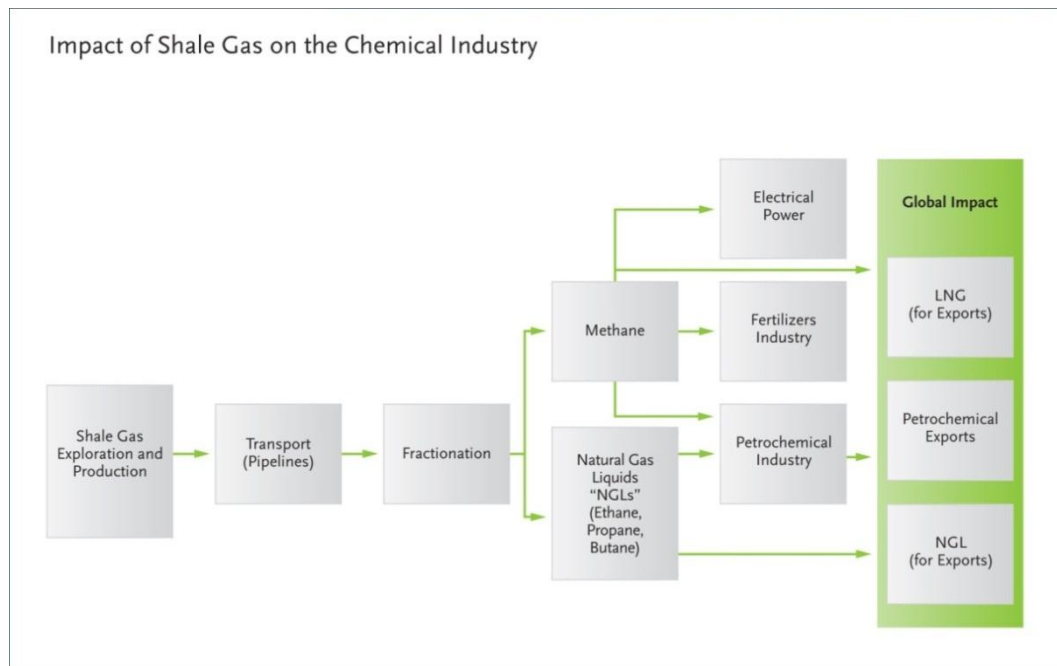 Impact of Shale Gas on the Chemical Industry
Electrical
Power
Global Impact
LNG
(for Exports)
Methane
Fertilizers
Industry
Shale Gas
Exploration and
Production
Transport
(Pipelines)
Fractionation
Natural Gas
Liquids
“NGLs”
(Ethane,
Propane,
Butane)
Petrochemical
Industry
Petrochemical
Exports
NGL
(for Exports)